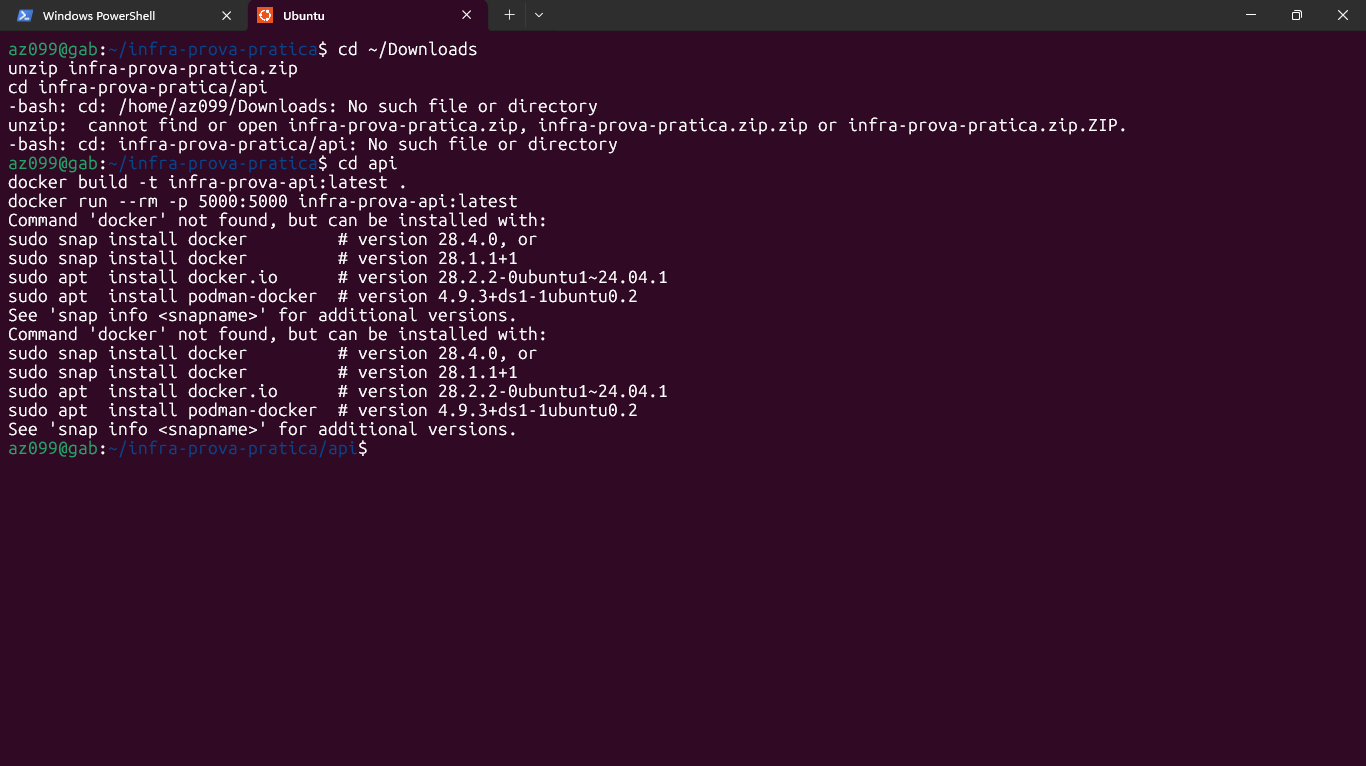 Windows PowerShell
Ubuntu
az099@gab:~/infra-prova-pratica$ cd ~/Downloads
unzip infra-prova-pratica.zip
cd infra-prova-pratica/api
-bash: cd: /home/az099/Downloads: No such file or directory
unzip:  cannot find or open infra-prova-pratica.zip, infra-prova-pratica.zip.zip or infra-prova-pratica.zip.ZIP.
-bash: cd: infra-prova-pratica/api: No such file or directory
az099@gab:~/infra-prova-pratica$ cd api
docker build -t infra-prova-api:latest .
docker run --rm -p 5000:5000 infra-prova-api:latest
Command 'docker' not found, but can be installed with:
sudo snap install docker         # version 28.4.0, or
sudo snap install docker         # version 28.1.1+1
sudo apt  install docker.io      # version 28.2.2-0ubuntu1~24.04.1
sudo apt  install podman-docker  # version 4.9.3+ds1-1ubuntu0.2
See 'snap info <snapname>' for additional versions.
Command 'docker' not found, but can be installed with:
sudo snap install docker         # version 28.4.0, or
sudo snap install docker         # version 28.1.1+1
sudo apt  install docker.io      # version 28.2.2-0ubuntu1~24.04.1
sudo apt  install podman-docker  # version 4.9.3+ds1-1ubuntu0.2
See 'snap info <snapname>' for additional versions.
az099@gab:~/infra-prova-pratica/api$